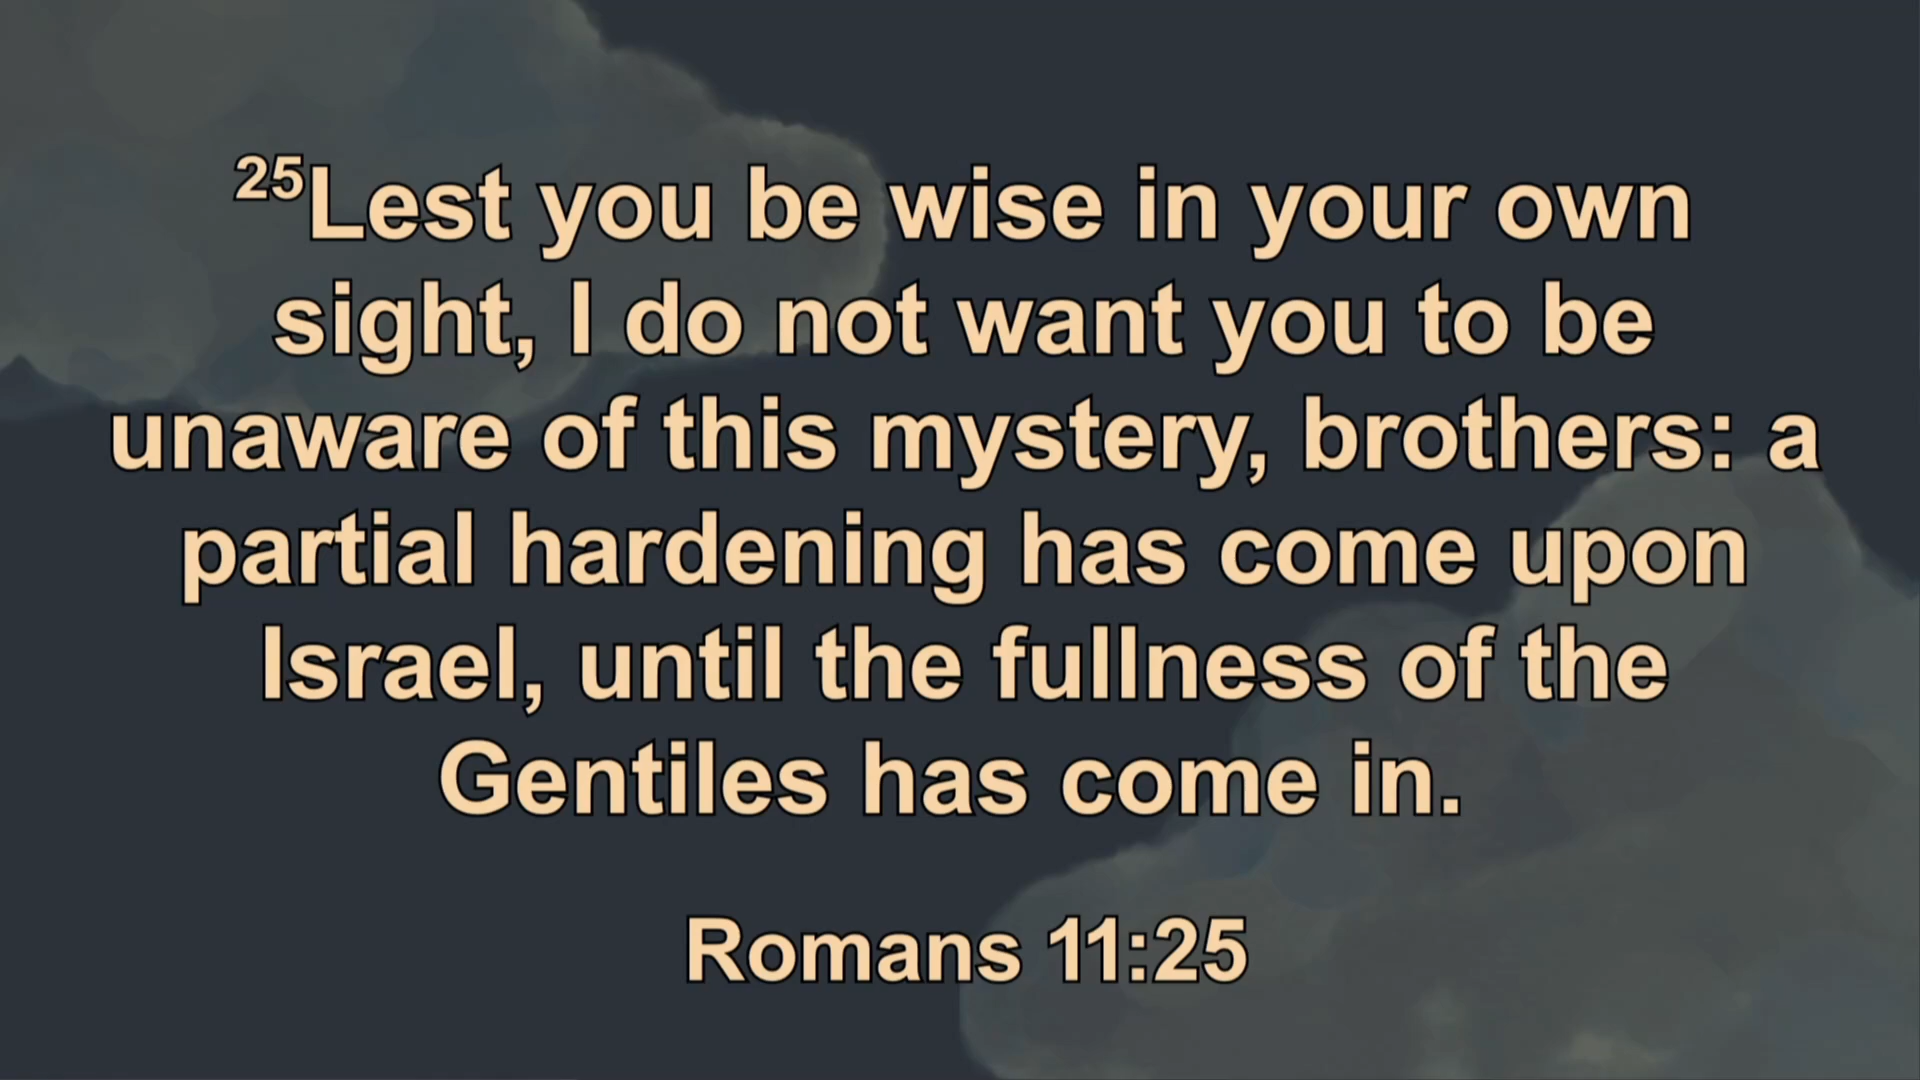 25Lest you be wise in your own
sight, I do not want you to be
unaware of this mystery, brothers: a
partial hardening has come upon
Israel, until the fullness of the
Gentiles has come in.
Romans 11:25